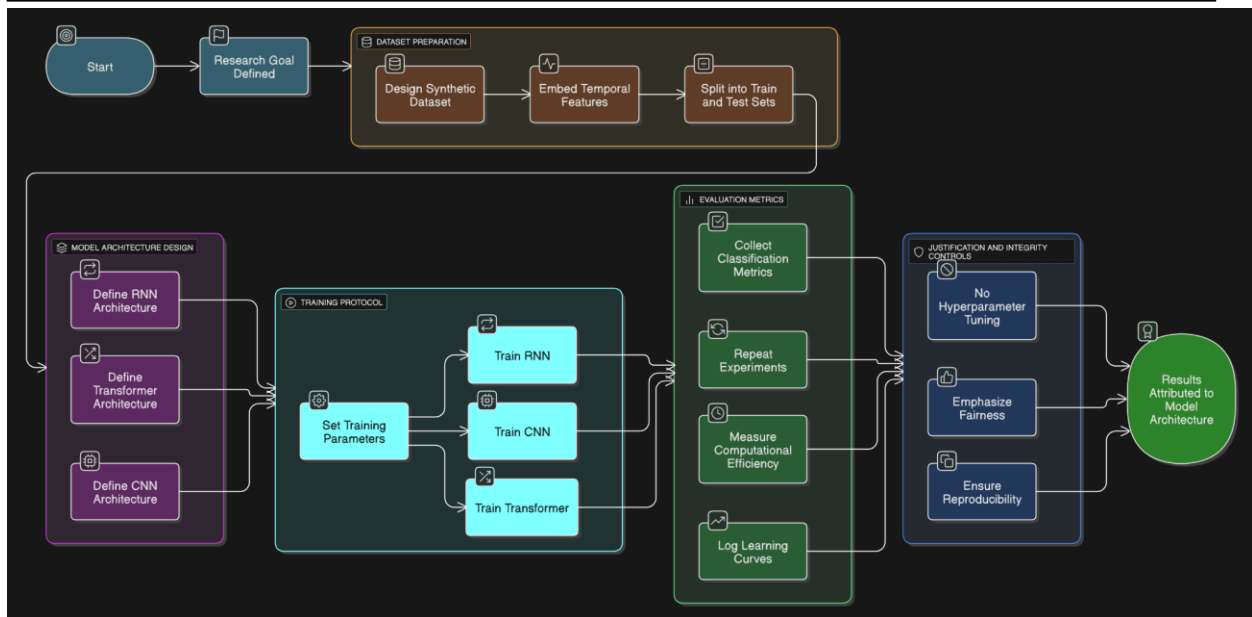 Start
Research Goal
Defined
DATASET PREPARATION
Design Synthetic
Dataset
Embed Temporal
Features
Split into Train
and Test Sets
MODEL ARCHITECTURE DESIGN
Define RNN
Architecture
Define
Transformer
Architecture
Define CNN
Architecture
TRAINING PROTOCOL
Set Training
Parameters
Train RNN
Train CNN
Train Transformer
EVALUATION METRICS
Collect
Classification
Metrics
Repeat
Experiments
Measure
Computational
Efficiency
Log Learning
Curves
JUSTIFICATION AND INTEGRITY
CONTROLS
No
Hyperparameter
Tuning
Emphasize
Fairness
Ensure
Reproducibility
Results
Attributed to
Model
Architecture